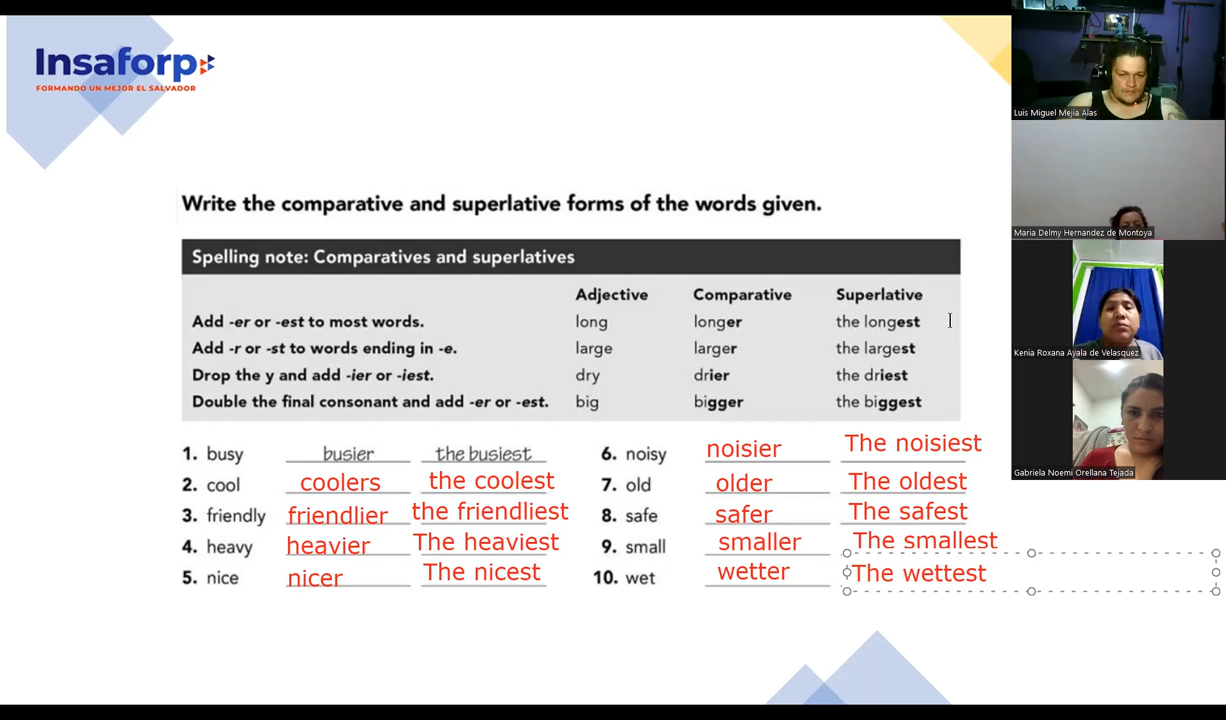 Insaforp
FORMANDO UN MEJOR EL SALVADOR
Write the comparative and superlative forms of the words given.
Spelling note: Comparatives and superlatives
Adjective Comparative Superlative
Add -er or -est to most words. long longer the longest
Add -r or -st to words ending in -e. large larger the largest
Drop the y and add -ier or -iest. dry drier the driest
Double the final consonant and add -er or -est. big bigger the biggest
1. busy busier the busiest
2. cool coolers the coolest
3. friendly friendlier the friendliest
4. heavy heavier The heaviest
5. nice nicer The nicest
6. noisy noisier The noisiest
7. old older The oldest
8. safe safer The safest
9. small smaller The smallest
10. wet wetter The wettest
Luis Miguel Mejia Alas
Maria Delmy Hernandez de Montoya
Kenia Roxana Ayala de Velasquez
Gabriela Noemi Orellana Tejada